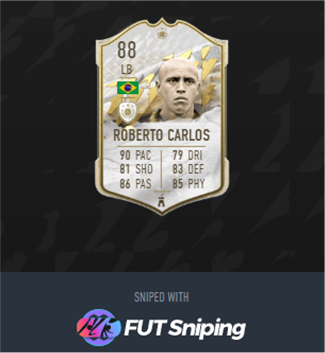 88
LB
ROBERTO CARLOS
90 PAC 79 DRI
81 SHO 83 DEF
86 PAS 85 PHY
SNIPED WITH
FUT Sniping